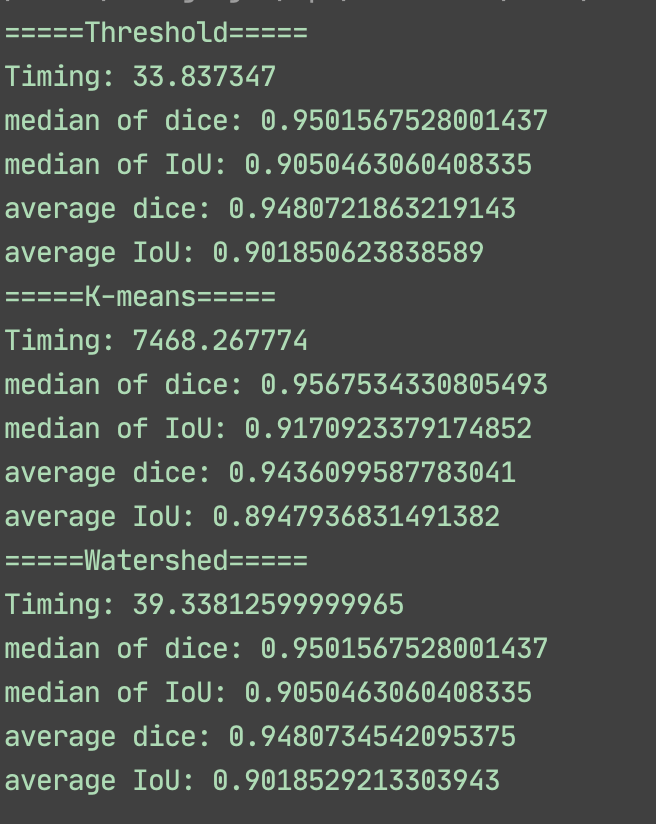 =====Threshold=====
Timing: 33.837347
median of dice: 0.9501567528001437
median of IoU: 0.9050463060408335
average dice: 0.9480721863219143
average IoU: 0.901850623838589
=====K-means=====
Timing: 7468.267774
median of dice: 0.9567534330805493
median of IoU: 0.9170923379174852
average dice: 0.9436099587783041
average IoU: 0.8947936831491382
=====Watershed=====
Timing: 39.33812599999965
median of dice: 0.9501567528001437
median of IoU: 0.9050463060408335
average dice: 0.9480734542095375
average IoU: 0.9018529213303943